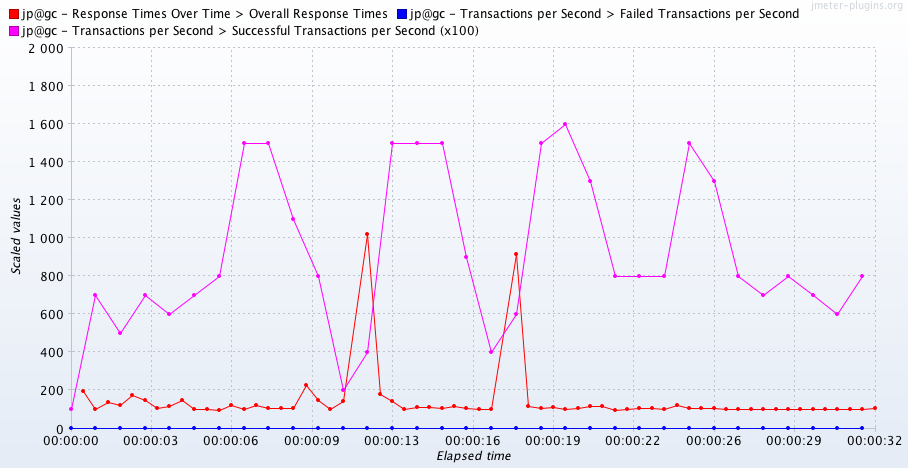 jmeter-plugins.org
jp@gc - Response Times Over Time > Overall Response Times jp@gc - Transactions per Second > Failed Transactions per Second
jp@gc - Transactions per Second > Successful Transactions per Second (x100)
2 000
1 800
1 600
1 400
1 200
1 000
800
600
400
200
0
Scaled values
00:00:00 00:00:03 00:00:06 00:00:09 00:00:13 00:00:16 00:00:19 00:00:22 00:00:26 00:00:29 00:00:32
Elapsed time